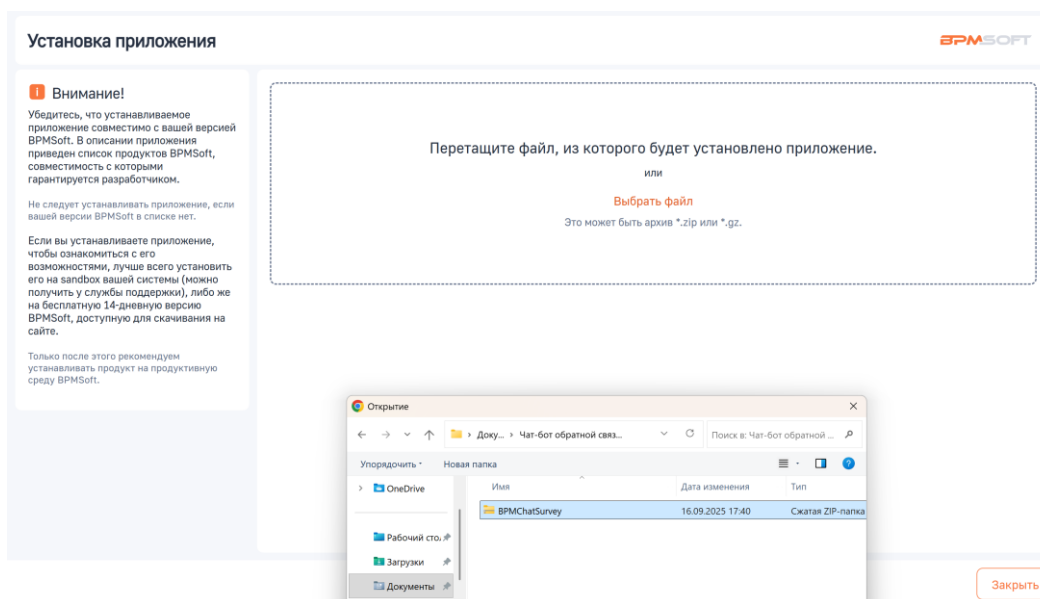 Установка приложения
BPMSOFT
Внимание!
Убедитесь, что устанавливаемое
приложение совместимо с вашей версией
BPMSoft. В описании приложения
приведен список продуктов BPMSoft,
совместимость с которыми
гарантируется разработчиком.
Не следует устанавливать приложение, если
вашей версии BPMSoft в списке нет.
Если вы устанавливаете приложение,
чтобы ознакомиться с его
возможностями, лучше всего установить
его на sandbox вашей системы (можно
получить у службы поддержки), либо же
на бесплатную 14-дневную версию
BPMSoft, доступную для скачивания на
сайте.
Только после этого рекомендуем
устанавливать продукт на продуктивную
среду BPMSoft.
Перетащите файл, из которого будет установлено приложение.
или
Выбрать файл
Это может быть архив *.zip или *.gz.
Открытие
Доку... › Чат-бот обратной связ...
Поиск в: Чат-бот обратной ...
Упорядочить
Новая папка
Имя
Дата изменения
Тип
OneDrive
BPMChatSurvey
16.09.2025 17:40
Сжатая ZIP-папка
Рабочий сто.
Загрузки
Документы
Закрыть